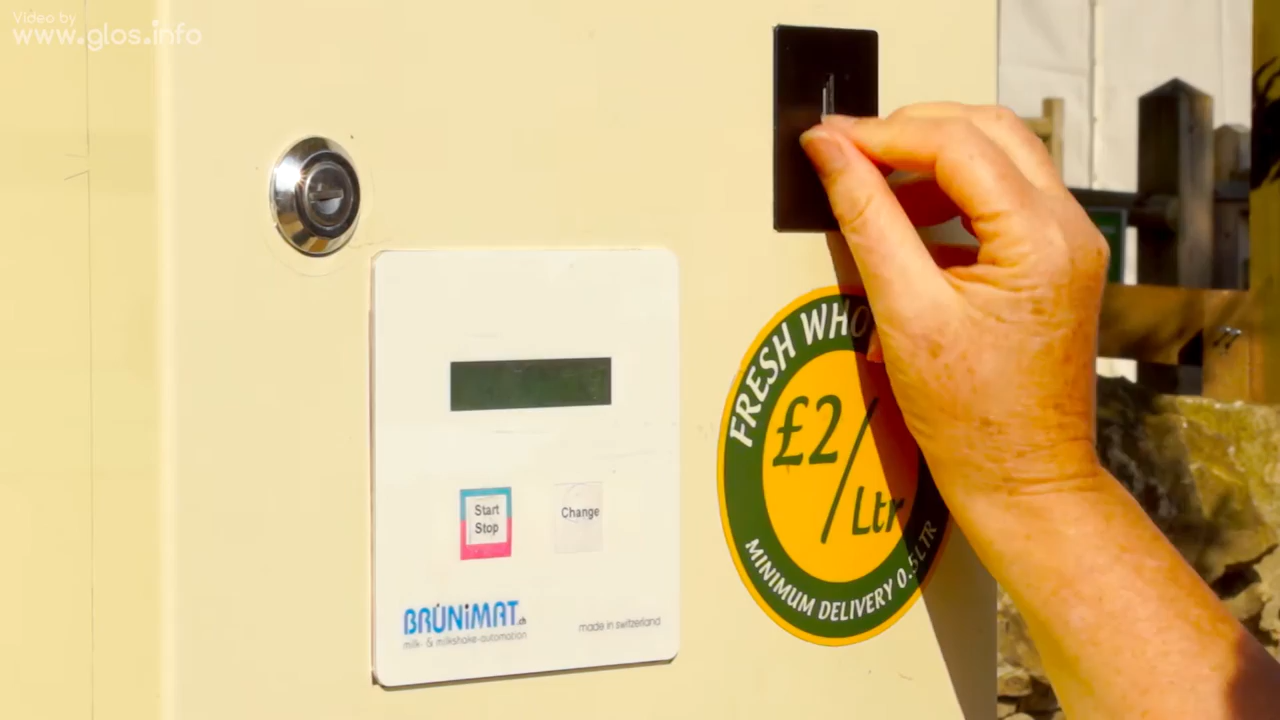 Video by
www.glos.info
FRESH WHO
£2/Ltr
MINIMUM DELIVERY 0.5LTR
Start
Stop
Change
BRÜNiMAT.ch
milk- & milkshake-automation
made in switzerland